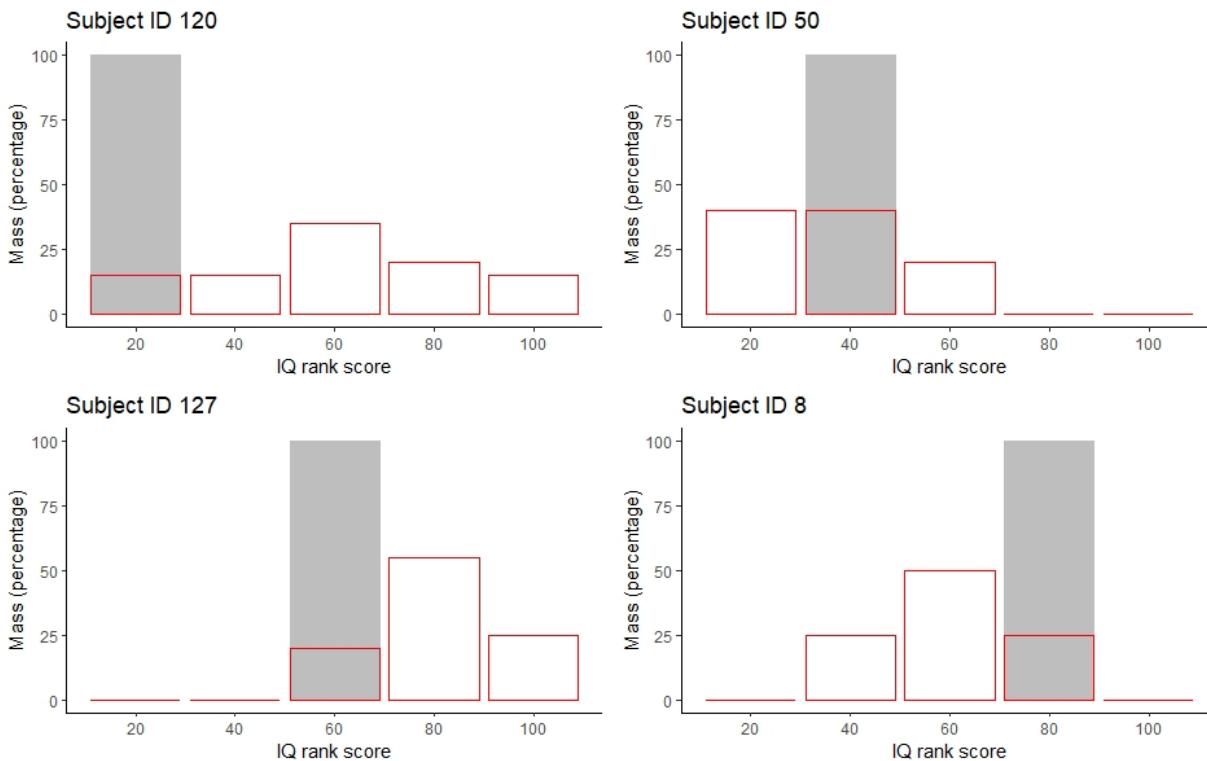 Subject ID 120
Mass (percentage)
100
75
50
25
0
20 40 60 80 100
IQ rank score
Subject ID 50
Mass (percentage)
100
75
50
25
0
20 40 60 80 100
IQ rank score
Subject ID 127
Mass (percentage)
100
75
50
25
0
20 40 60 80 100
IQ rank score
Subject ID 8
Mass (percentage)
100
75
50
25
0
20 40 60 80 100
IQ rank score